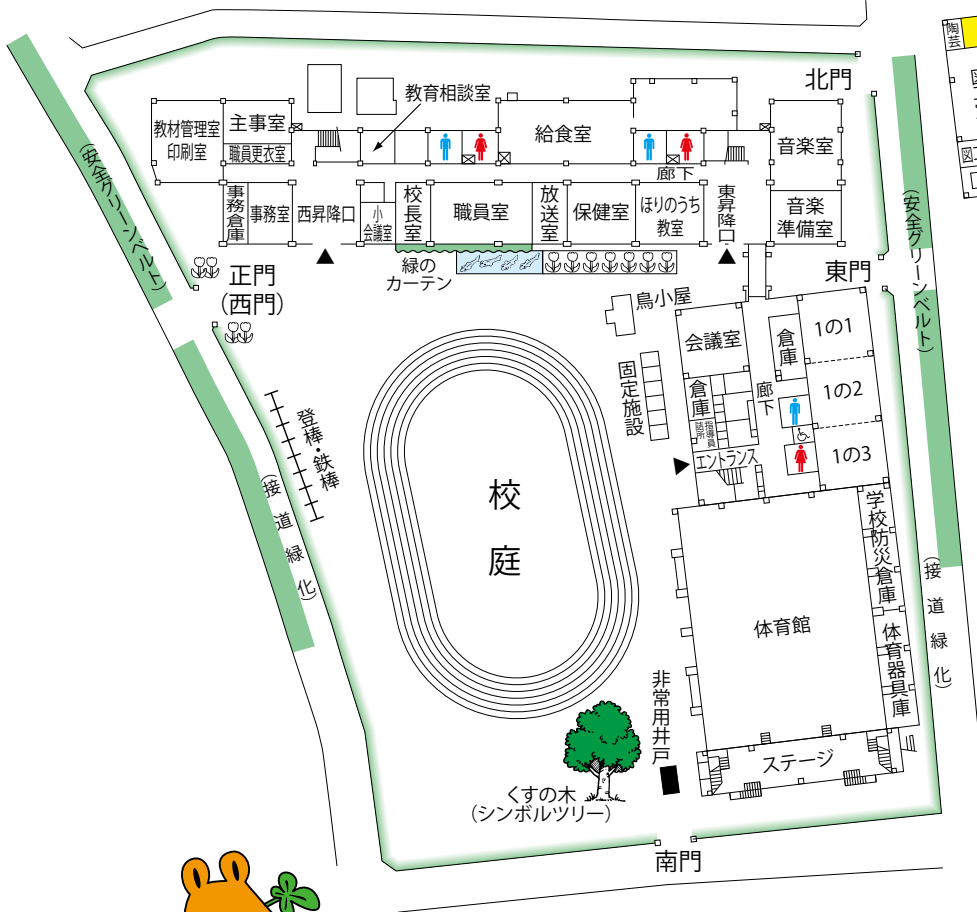 陶芸
北門
教育相談室
教材管理室
印刷室
主事室
職員更衣室
給食室
音楽室
廊下
事務倉庫
事務室
西昇降口
小
会議室
校長室
職員室
放送室
保健室
ほりのうち
教室
東昇降口
音楽
準備室
(安全グリーンベルト)
(安全グリーンベルト)
緑の
カーテン
正門
(西門)
東門
鳥小屋
会議室
倉庫
1の1
固定施設
倉庫
指導員
詰所
廊下
1の2
エントランス
1の3
登棒・鉄棒
(接道緑化)
校庭
学校防災倉庫
体育館
体育器具庫
(接道緑化)
非常用井戸
ステージ
くすの木
(シンボルツリー)
南門